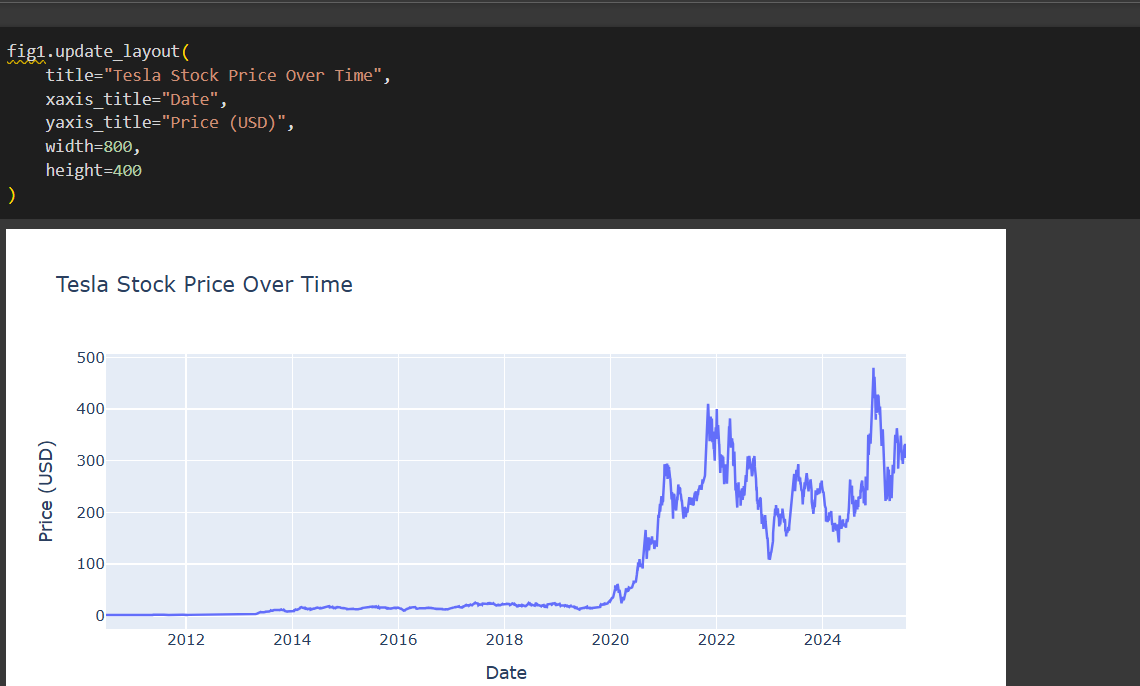 fig1.update_layout(
    title="Tesla Stock Price Over Time",
    xaxis_title="Date",
    yaxis_title="Price (USD)",
    width=800,
    height=400
)
Tesla Stock Price Over Time
500
400
300
200
100
0
Price (USD)
2012 2014 2016 2018 2020 2022 2024
Date